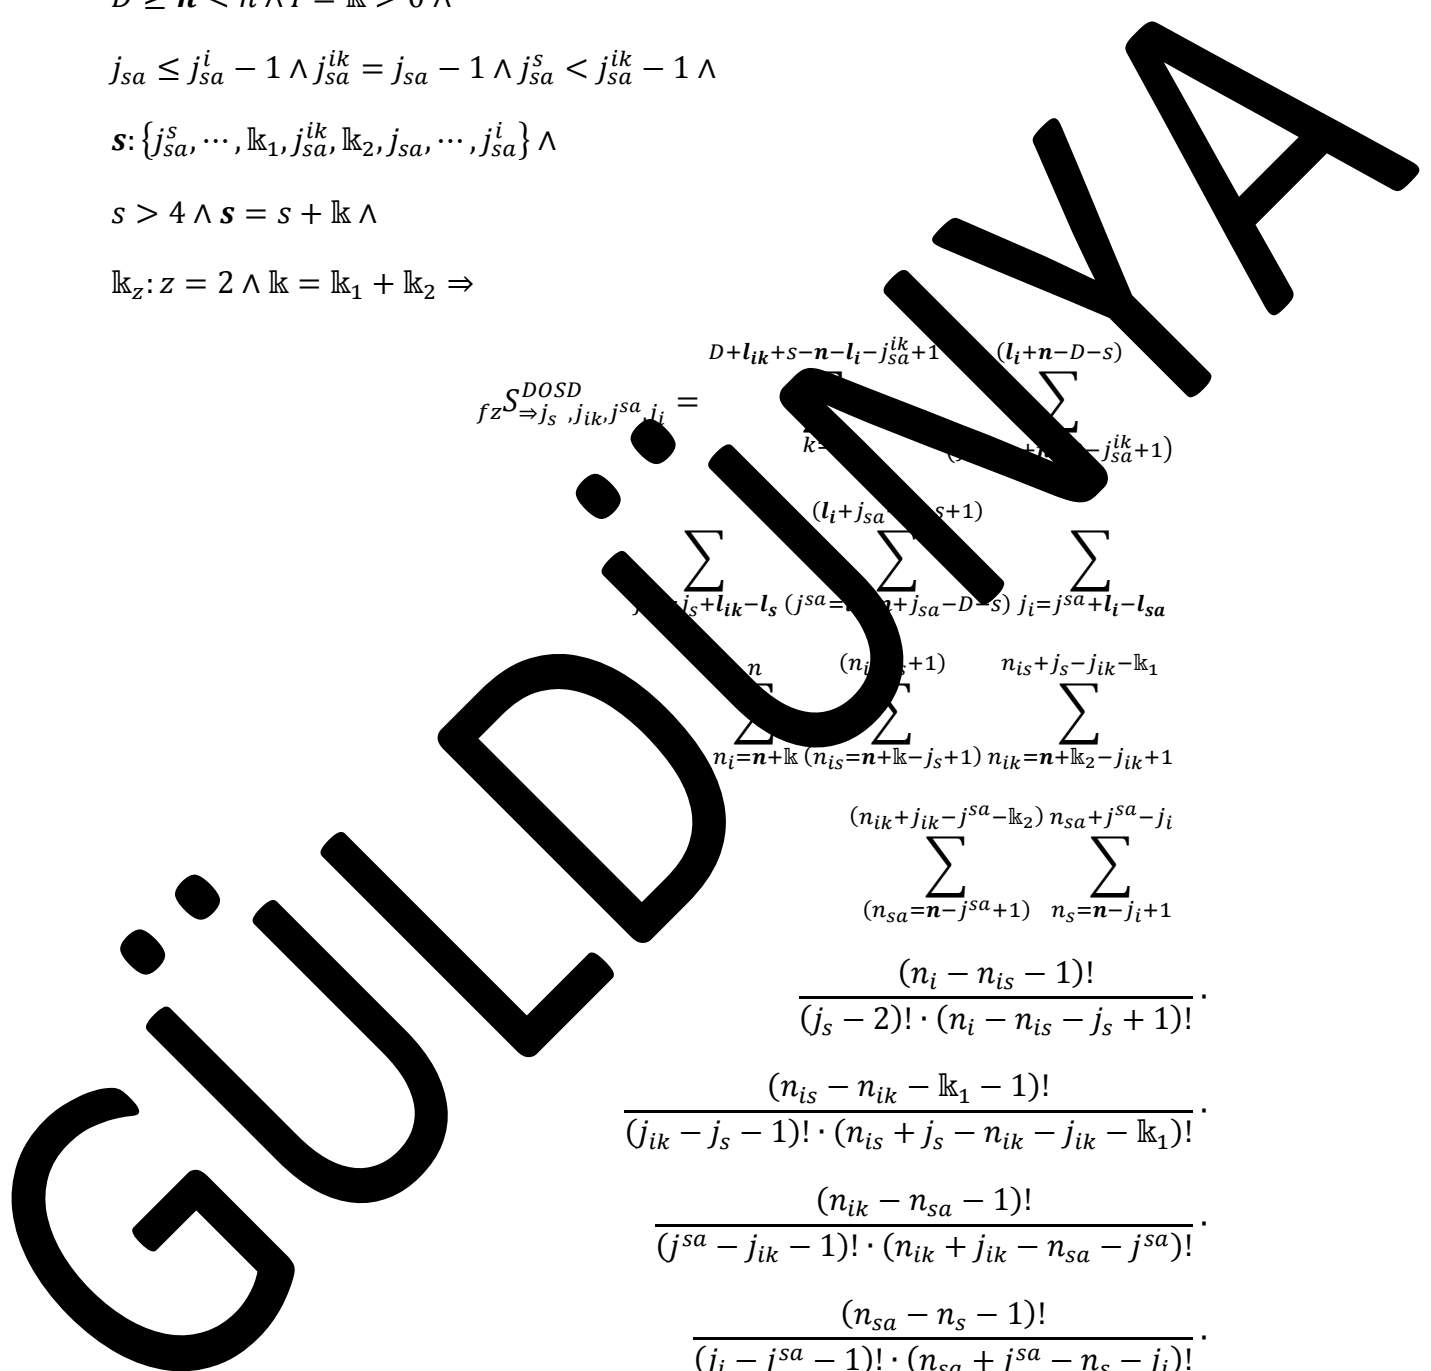 D ≥ 𝒏 < n ∧ I = 𝕜 > 0 ∧
j_{sa} ≤ j_{sa}^{i} − 1 ∧ j_{sa}^{ik} = j_{sa} − 1 ∧ j_{sa}^{s} < j_{sa}^{ik} − 1 ∧
𝒔: {j_{sa}^{s}, ⋯ , 𝕜_1, j_{sa}^{ik}, 𝕜_2, j_{sa}, ⋯ , j_{sa}^{i}} ∧
s > 4 ∧ 𝒔 = s + 𝕜 ∧
𝕜_z: z = 2 ∧ 𝕜 = 𝕜_1 + 𝕜_2 ⇒
D+𝒍_{𝒊𝒌}+s−𝒏−𝒍_𝒊−j_{sa}^{ik}+1 (𝒍_𝒊+𝒏−D−s)
_{fz}S_{⇒j_s ,j_{ik},j^{sa},j_i}^{DOSD} = ∑
k= −j_{sa}^{ik}+1)
(𝒍_𝒊+j_{sa} s+1)
∑ ∑ ∑
j_s+𝒍_{𝒊𝒌}−𝒍_𝒔 (j^{sa}= 𝒏+j_{sa}−D−s) j_i=j^{sa}+𝒍_𝒊−𝒍_{𝒔𝒂}
n (n_i +1) n_{is}+j_s−j_{ik}−𝕜_1
∑ ∑ ∑
n_i=𝒏+𝕜 (n_{is}=𝒏+𝕜−j_s+1) n_{ik}=𝒏+𝕜_2−j_{ik}+1
(n_{ik}+j_{ik}−j^{sa}−𝕜_2) n_{sa}+j^{sa}−j_i
∑ ∑
(n_{sa}=𝒏−j^{sa}+1) n_s=𝒏−j_i+1
(n_i − n_{is} − 1)!
(j_s − 2)! · (n_i − n_{is} − j_s + 1)! ·
(n_{is} − n_{ik} − 𝕜_1 − 1)!
(j_{ik} − j_s − 1)! · (n_{is} + j_s − n_{ik} − j_{ik} − 𝕜_1)! ·
(n_{ik} − n_{sa} − 1)!
(j^{sa} − j_{ik} − 1)! · (n_{ik} + j_{ik} − n_{sa} − j^{sa})! ·
(n_{sa} − n_s − 1)!
(j_i − j^{sa} − 1)! · (n_{sa} + j^{sa} − n_s − j_i)! ·
GÜLDÜNYA